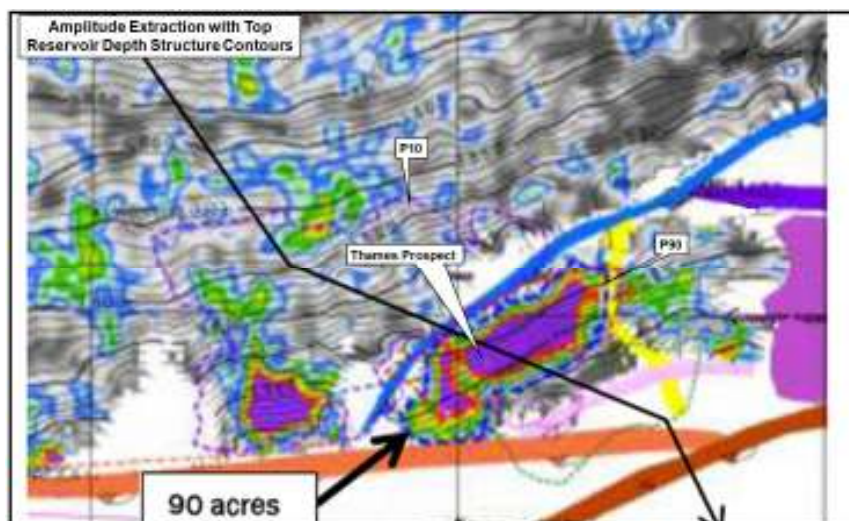 Amplitude Extraction with Top
Reservoir Depth Structure Contours
P10
P90
Thames Prospect
90 acres